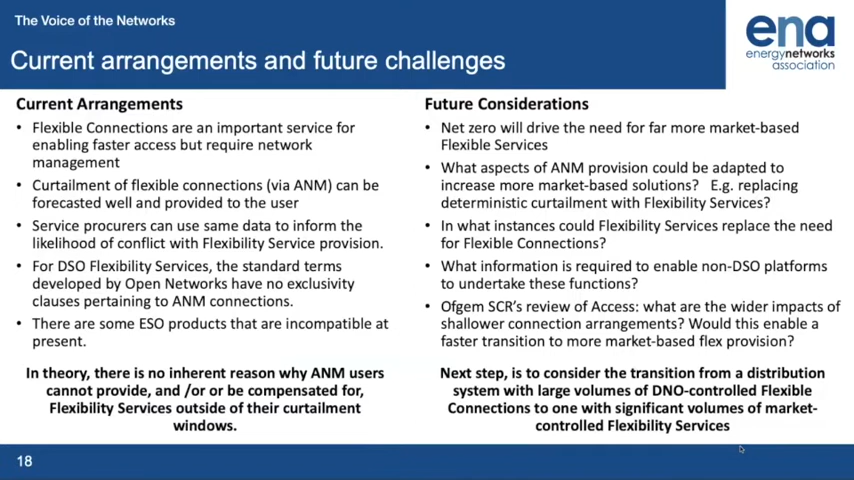 The Voice of the Networks
Current arrangements and future challenges
ena
energynetworks
association
Current Arrangements
• Flexible Connections are an important service for
enabling faster access but require network
management
• Curtailment of flexible connections (via ANM) can be
forecasted well and provided to the user
• Service procurers can use same data to inform the
likelihood of conflict with Flexibility Service provision.
• For DSO Flexibility Services, the standard terms
developed by Open Networks have no exclusivity
clauses pertaining to ANM connections.
• There are some ESO products that are incompatible at
present.
In theory, there is no inherent reason why ANM users
cannot provide, and /or or be compensated for,
Flexibility Services outside of their curtailment
windows.
Future Considerations
• Net zero will drive the need for far more market-based
Flexible Services
• What aspects of ANM provision could be adapted to
increase more market-based solutions? E.g. replacing
deterministic curtailment with Flexibility Services?
• In what instances could Flexibility Services replace the need
for Flexible Connections?
• What information is required to enable non-DSO platforms
to undertake these functions?
• Ofgem SCR's review of Access: what are the wider impacts of
shallower connection arrangements? Would this enable a
faster transition to more market-based flex provision?
Next step, is to consider the transition from a distribution
system with large volumes of DNO-controlled Flexible
Connections to one with significant volumes of market-
controlled Flexibility Services
18